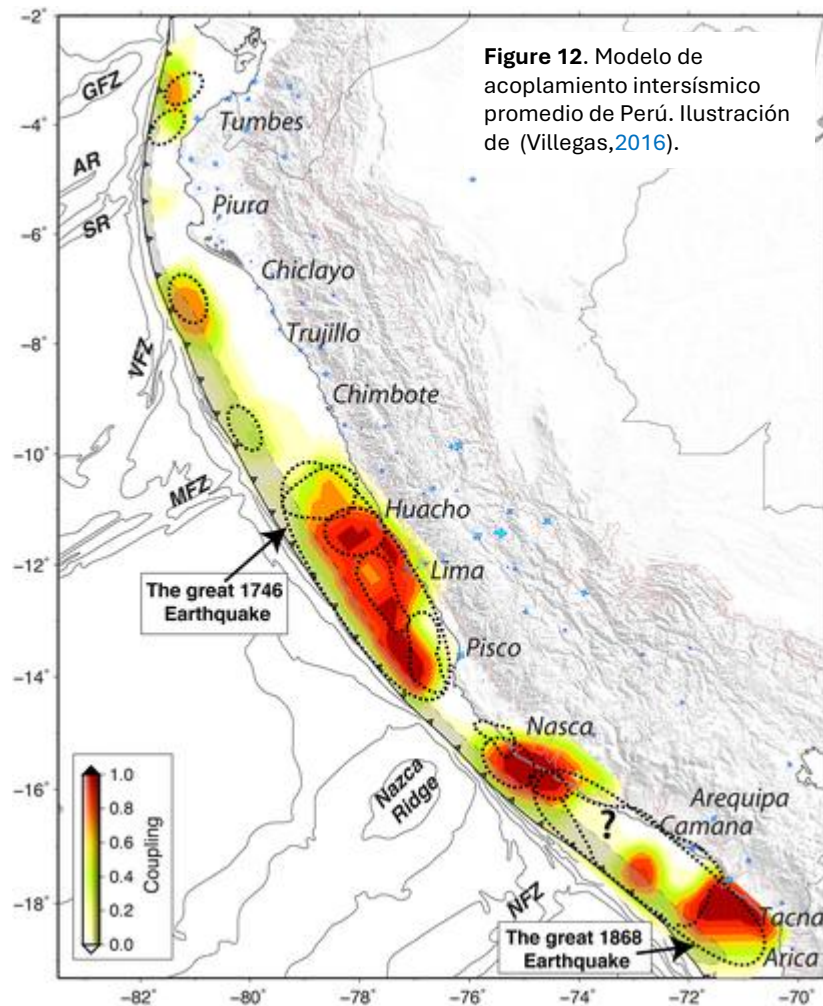 Figure 12. Modelo de
acoplamiento intersísmico
promedio de Perú. Ilustración
de (Villegas,2016).
−2°
−4°
−6°
−8°
−10°
−12°
−14°
−16°
−18°
GFZ
AR
SR
VFZ
MFZ
NFZ
Tumbes
Piura
Chiclayo
Trujillo
Chimbote
Huacho
Lima
Pisco
Nasca
Arequipa
Camana
Tacna
Arica
The great 1746
Earthquake
Nazca
Ridge
?
The great 1868
Earthquake
1.0
0.8
0.6
0.4
0.2
0.0
Coupling
−82
−80
−78
−76
−74
−72
−70